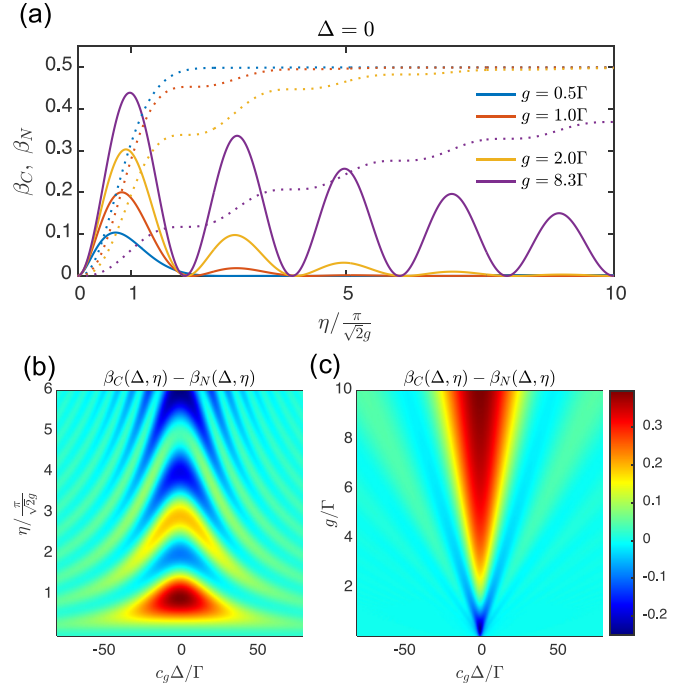 (a)
Δ = 0
β_C, β_N
0.5
0.4
0.3
0.2
0.1
0
g = 0.5Γ
g = 1.0Γ
g = 2.0Γ
g = 8.3Γ
0 1 5 10
η/ π/√2g
(b) (c)
β_C(Δ, η) − β_N(Δ, η) β_C(Δ, η) − β_N(Δ, η)
η/ π/√2g
6
5
4
3
2
1
-50 0 50
c_gΔ/Γ
g/Γ
10
8
6
4
2
-50 0 50
c_gΔ/Γ
0.3
0.2
0.1
0
-0.1
-0.2